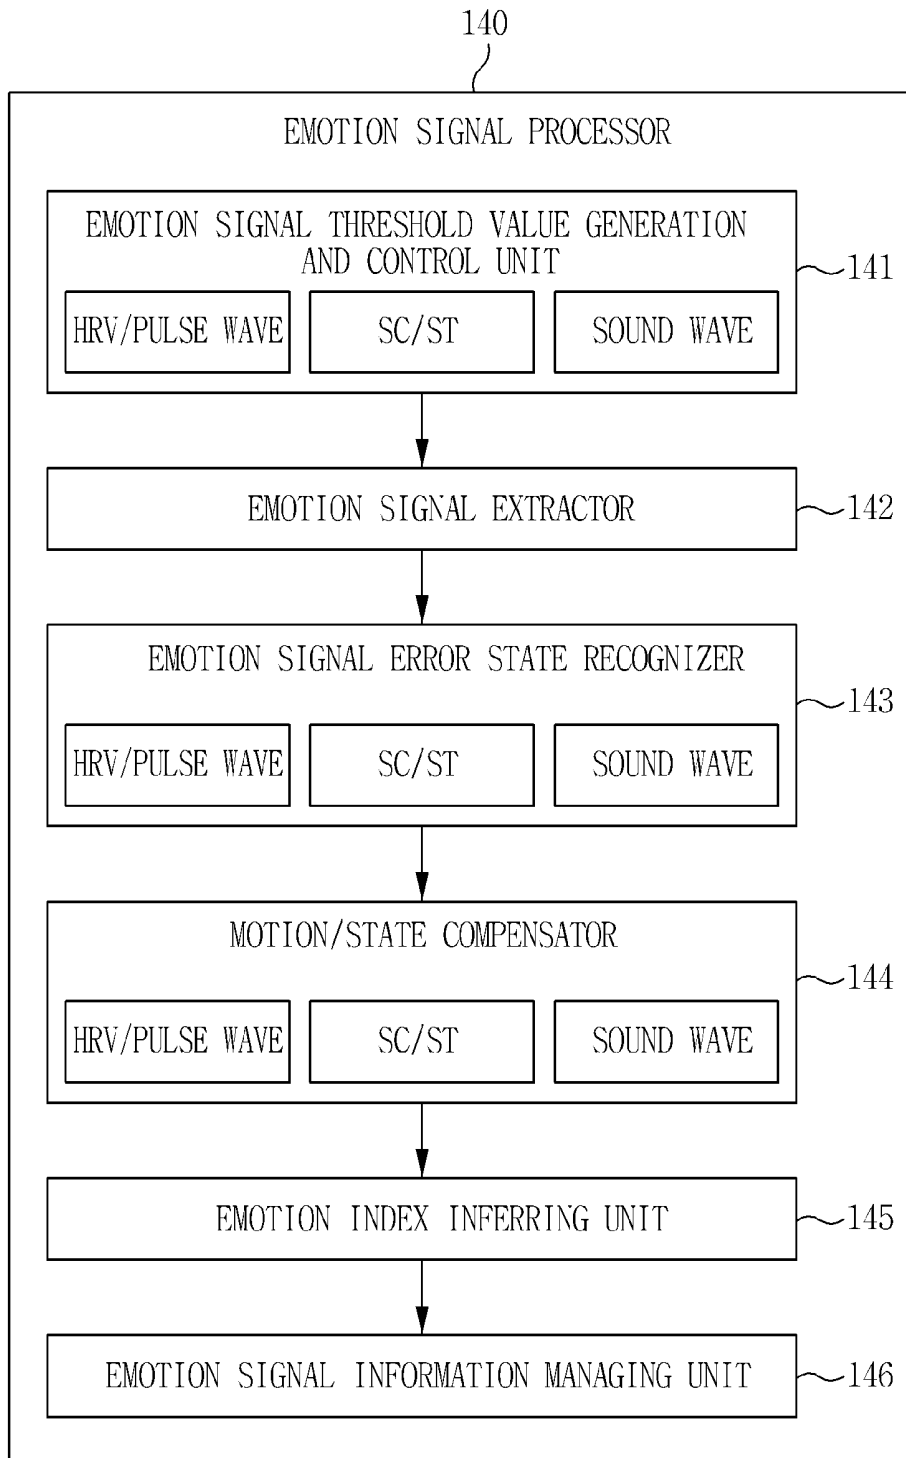 140
EMOTION SIGNAL PROCESSOR
EMOTION SIGNAL THRESHOLD VALUE GENERATION
AND CONTROL UNIT
141
HRV/PULSE WAVE
SC/ST
SOUND WAVE
EMOTION SIGNAL EXTRACTOR
142
EMOTION SIGNAL ERROR STATE RECOGNIZER
143
HRV/PULSE WAVE
SC/ST
SOUND WAVE
MOTION/STATE COMPENSATOR
144
HRV/PULSE WAVE
SC/ST
SOUND WAVE
EMOTION INDEX INFERRING UNIT
145
EMOTION SIGNAL INFORMATION MANAGING UNIT
146